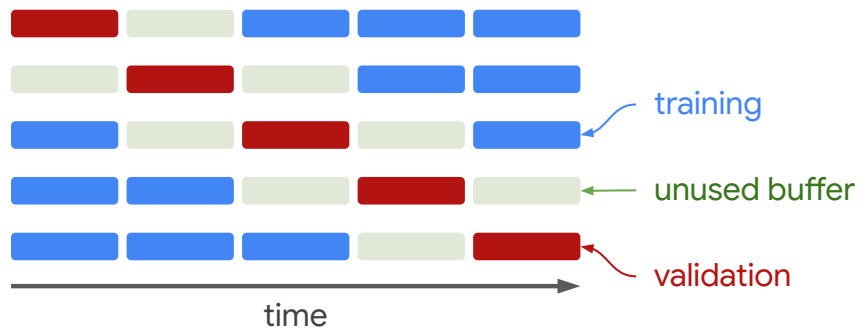 training
unused buffer
validation
time